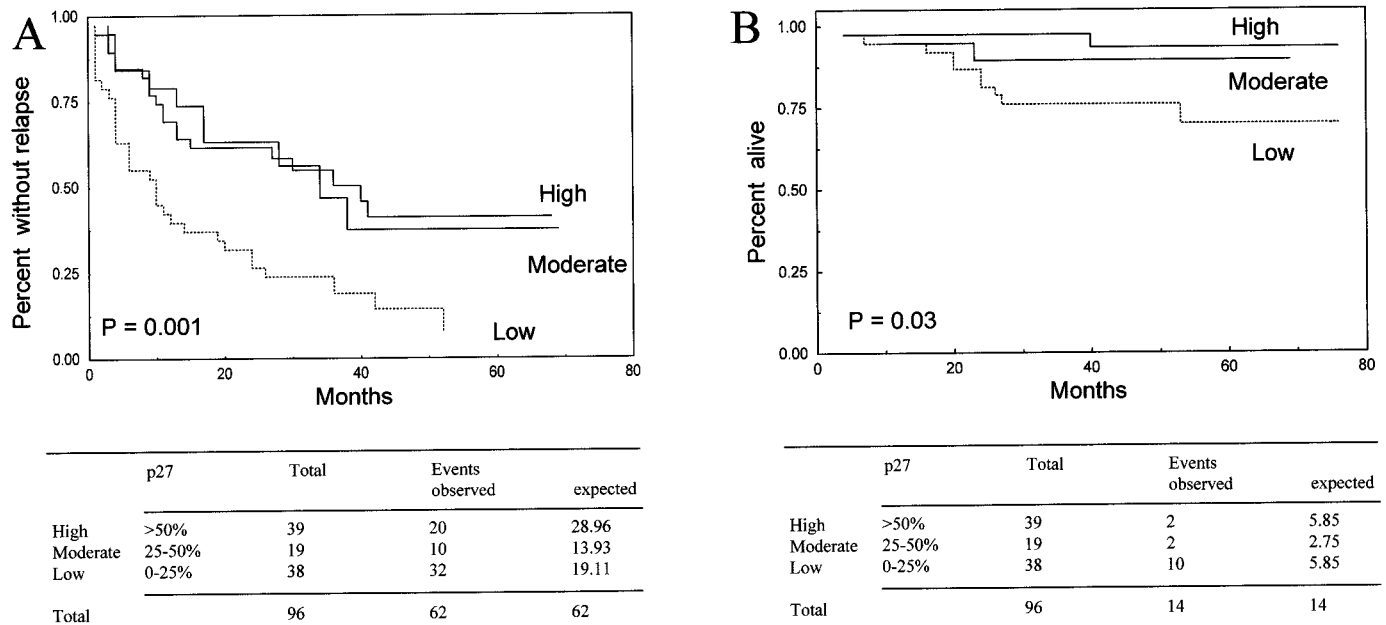 A
Percent without relapse
1.00
0.75
0.50
0.25
0.00
High
Moderate
Low
P = 0.001
0 20 40 60 80
Months
p27 Total Events
observed expected
High >50% 39 20 28.96
Moderate 25-50% 19 10 13.93
Low 0-25% 38 32 19.11
Total 96 62 62
B
Percent alive
1.00
0.75
0.50
0.25
0.00
High
Moderate
Low
P = 0.03
0 20 40 60 80
Months
p27 Total Events
observed expected
High >50% 39 2 5.85
Moderate 25-50% 19 2 2.75
Low 0-25% 38 10 5.85
Total 96 14 14